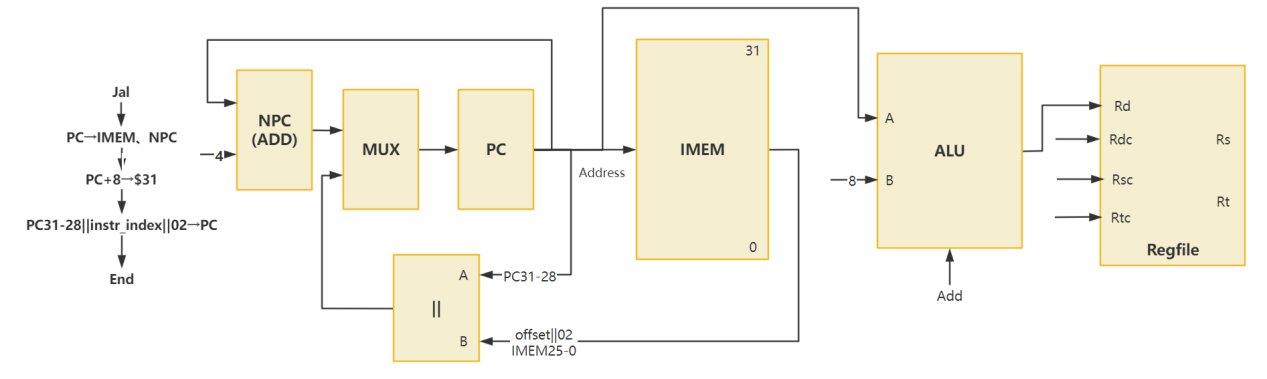 Jal
PC→IMEM、NPC
PC+8→$31
PC31-28||instr_index||02→PC
End
NPC
(ADD)
4
MUX
PC
Address
31
IMEM
0
A
PC31-28
||
B
offset||02
IMEM25-0
A
ALU
8
B
Add
Rd
Rdc
Rs
Rsc
Rt
Rtc
Regfile